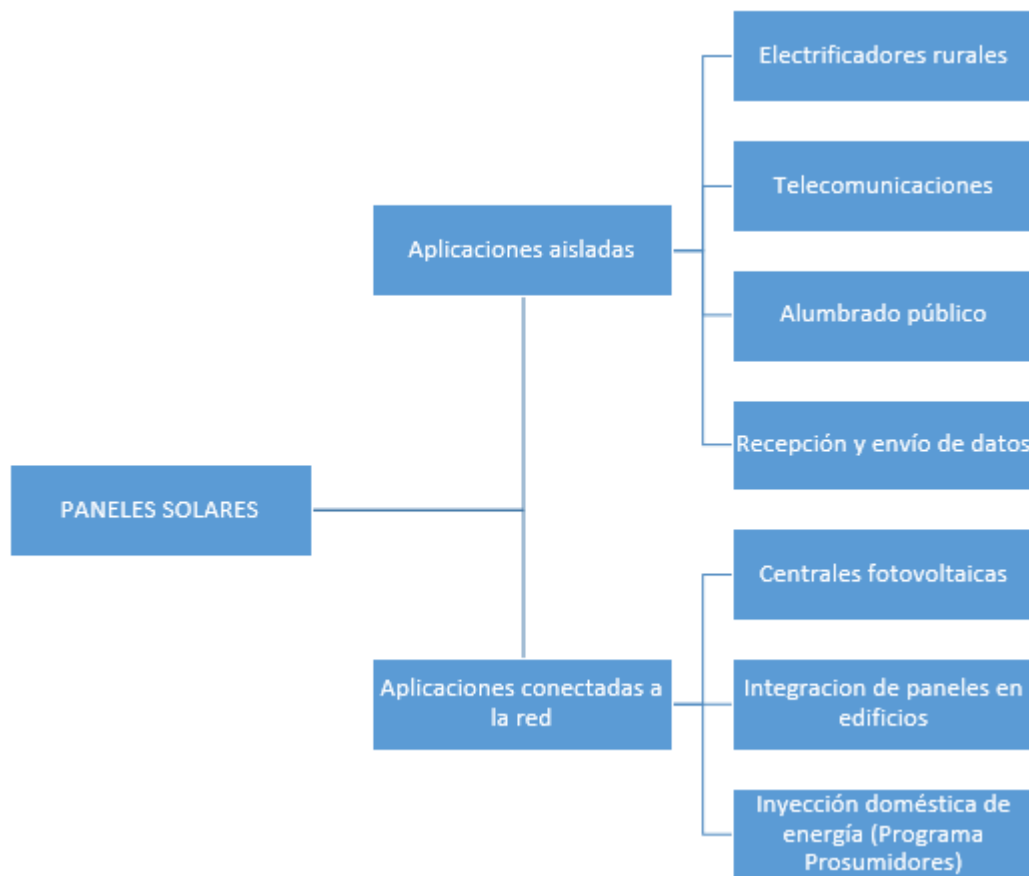 Electrificadores rurales
Telecomunicaciones
Aplicaciones aisladas
Alumbrado público
Recepción y envío de datos
PANELES SOLARES
Centrales fotovoltaicas
Aplicaciones conectadas a
la red
Integracion de paneles en
edificios
Inyección doméstica de
energía (Programa
Prosumidores)